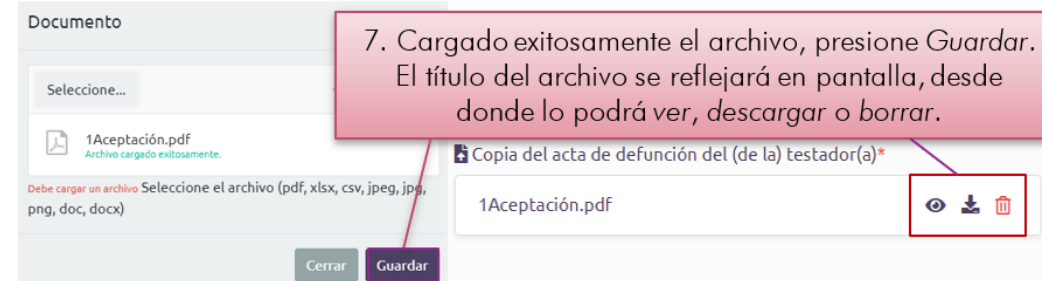 Documento
7. Cargado exitosamente el archivo, presione Guardar.
El título del archivo se reflejará en pantalla, desde
donde lo podrá ver, descargar o borrar.
Seleccione...
1Aceptación.pdf
Archivo cargado exitosamente.
Debe cargar un archivo Seleccione el archivo (pdf, xlsx, csv, jpeg, jpg,
png, doc, docx)
Cerrar
Guardar
Copia del acta de defunción del (de la) testador(a)*
1Aceptación.pdf